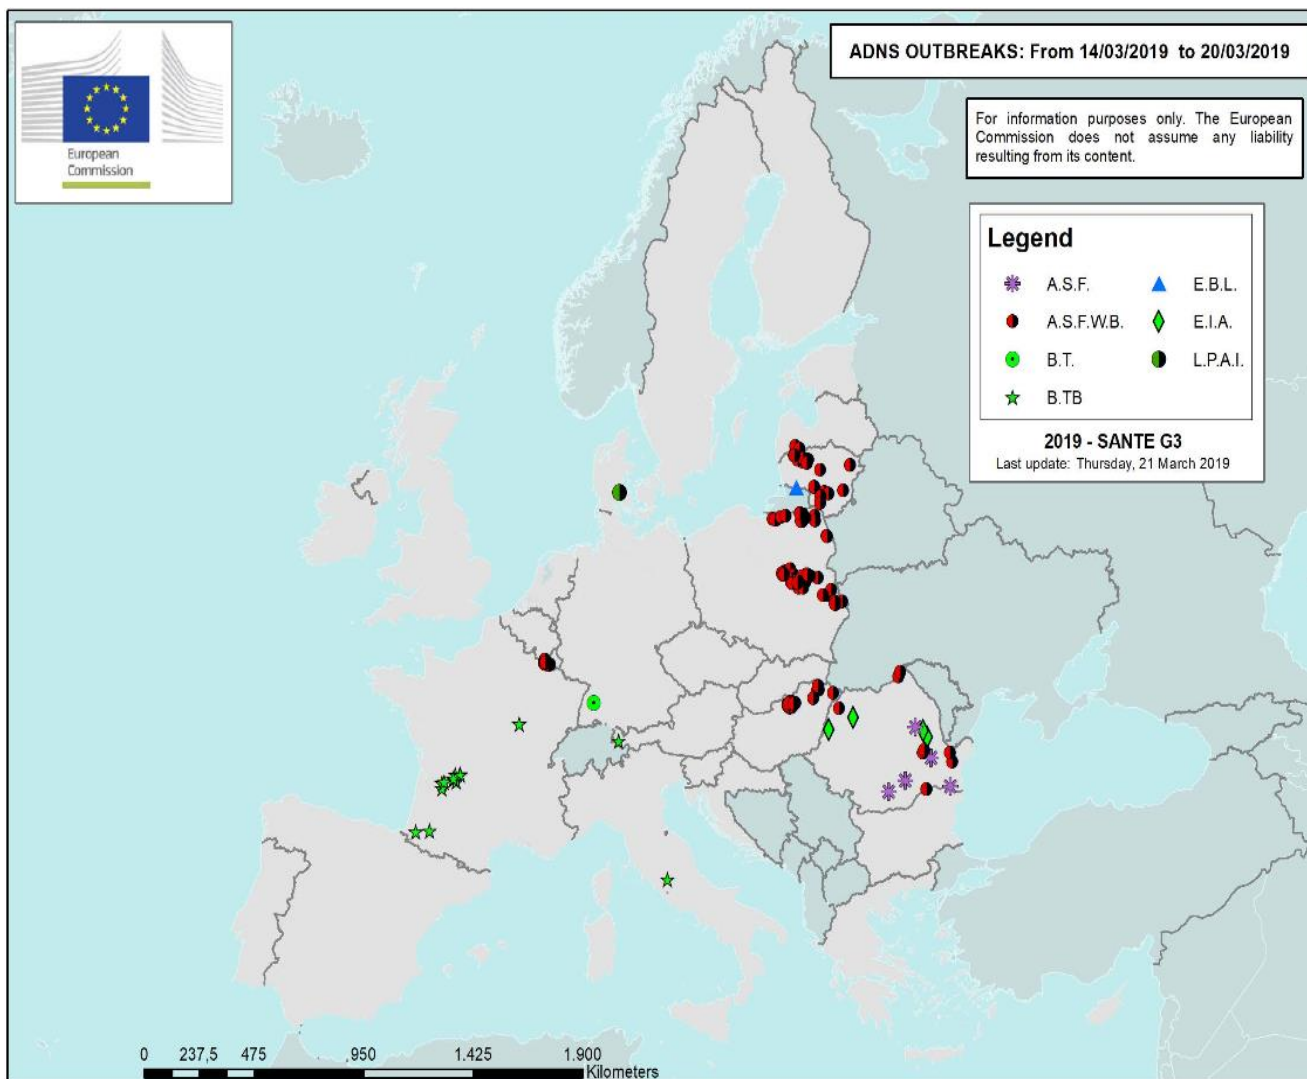 European
Commission
ADNS OUTBREAKS: From 14/03/2019 to 20/03/2019
For information purposes only. The European
Commission does not assume any liability
resulting from its content.
Legend
A.S.F.
E.B.L.
A.S.F.W.B.
E.I.A.
B.T.
L.P.A.I.
B.TB
2019 - SANTE G3
Last update: Thursday, 21 March 2019
0 237,5 475 950 1.425 1.900
Kilometers